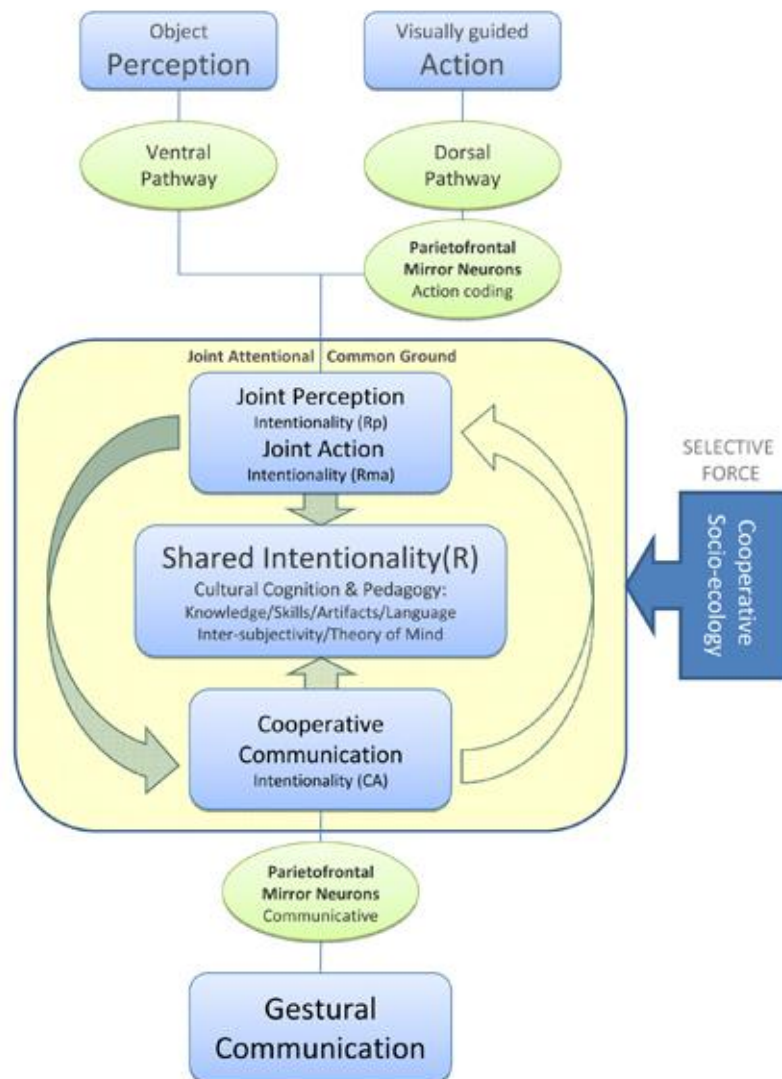 Object
Perception
Visually guided
Action
Ventral
Pathway
Dorsal
Pathway
Parietofrontal
Mirror Neurons
Action coding
Joint Attentional Common Ground
Joint Perception
Intentionality (Rp)
Joint Action
Intentionality (Rma)
SELECTIVE
FORCE
Cooperative
Socio-ecology
Shared Intentionality(R)
Cultural Cognition & Pedagogy:
Knowledge/Skills/Artifacts/Language
Inter-subjectivity/Theory of Mind
Cooperative
Communication
Intentionality (CA)
Parietofrontal
Mirror Neurons
Communicative
Gestural
Communication